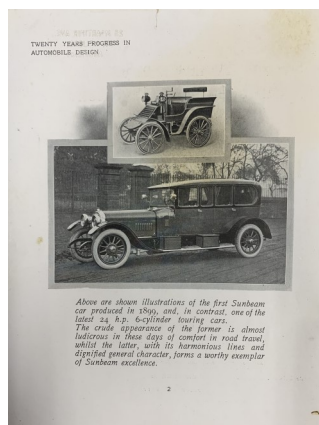 TWENTY YEARS' PROGRESS IN
AUTOMOBILE DESIGN.
Above are shown illustrations of the first Sunbeam
car produced in 1899, and, in contrast, one of the
latest 24 h.p. 6-cylinder touring cars.
The crude appearance of the former is almost
ludicrous in these days of comfort in road travel,
whilst the latter, with its harmonious lines and
dignified general character, forms a worthy exemplar
of Sunbeam excellence.
2